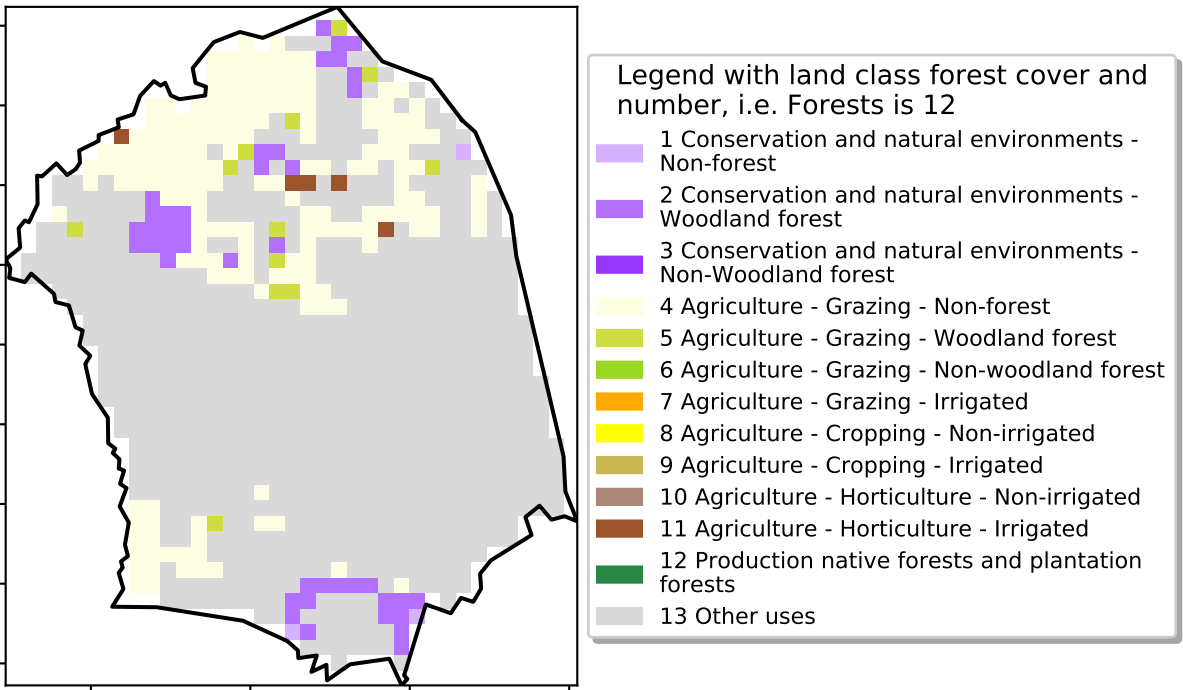 Legend with land class forest cover and
number, i.e. Forests is 12
1 Conservation and natural environments -
Non-forest
2 Conservation and natural environments -
Woodland forest
3 Conservation and natural environments -
Non-Woodland forest
4 Agriculture - Grazing - Non-forest
5 Agriculture - Grazing - Woodland forest
6 Agriculture - Grazing - Non-woodland forest
7 Agriculture - Grazing - Irrigated
8 Agriculture - Cropping - Non-irrigated
9 Agriculture - Cropping - Irrigated
10 Agriculture - Horticulture - Non-irrigated
11 Agriculture - Horticulture - Irrigated
12 Production native forests and plantation
forests
13 Other uses